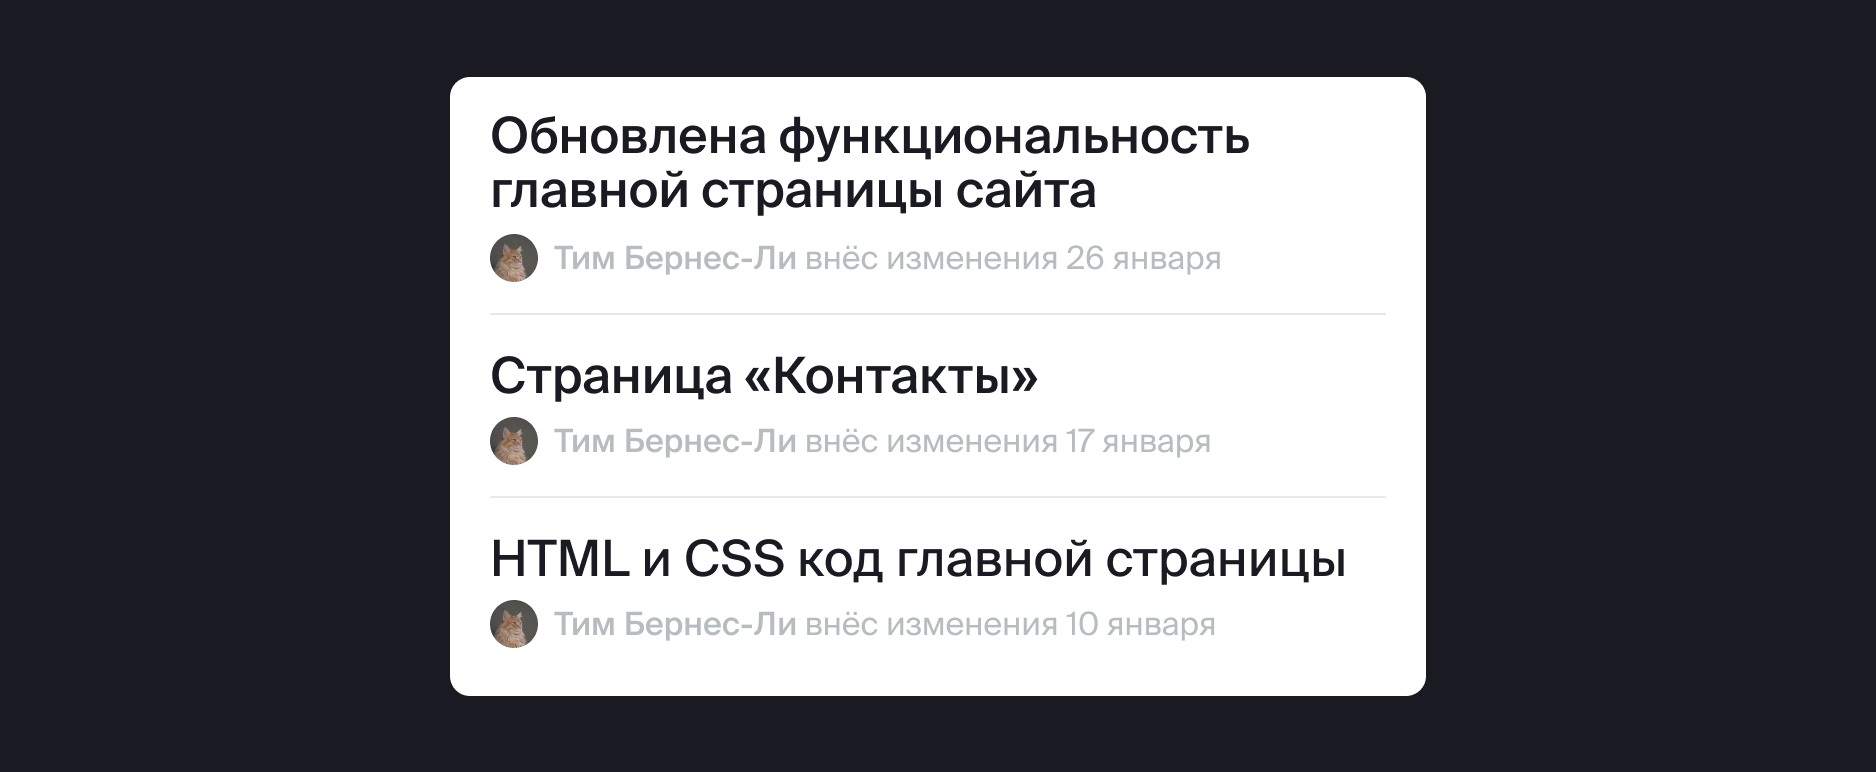 Обновлена функциональность
главной страницы сайта
Тим Бернес-Ли внёс изменения 26 января
Страница «Контакты»
Тим Бернес-Ли внёс изменения 17 января
HTML и CSS код главной страницы
Тим Бернес-Ли внёс изменения 10 января